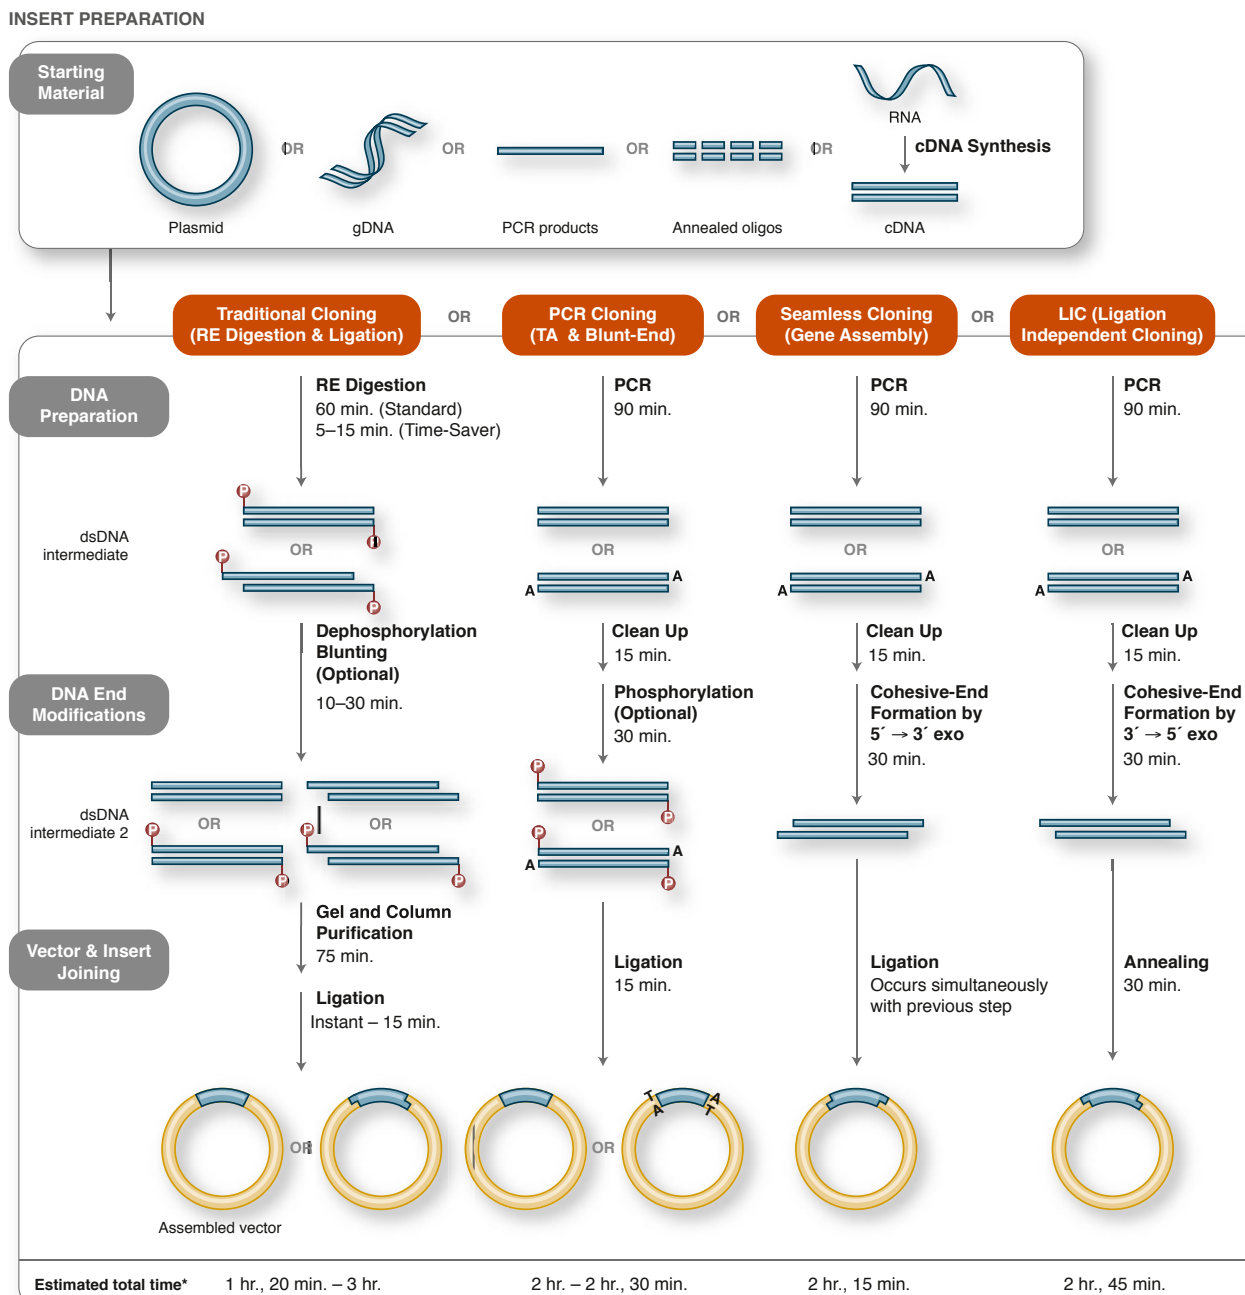 INSERT PREPARATION
Starting
Material
RNA
cDNA Synthesis
OR
OR
OR
OR
Plasmid
gDNA
PCR products
Annealed oligos
cDNA
Traditional Cloning
(RE Digestion & Ligation)
OR
PCR Cloning
(TA & Blunt-End)
OR
Seamless Cloning
(Gene Assembly)
OR
LIC (Ligation
Independent Cloning)
DNA
Preparation
RE Digestion
60 min. (Standard)
5–15 min. (Time-Saver)
PCR
90 min.
PCR
90 min.
PCR
90 min.
dsDNA
intermediate
P
P
OR
P
P
OR
A
A
OR
A
A
OR
A
A
DNA End
Modifications
Dephosphorylation
Blunting
(Optional)
10–30 min.
Clean Up
15 min.
Phosphorylation
(Optional)
30 min.
Clean Up
15 min.
Cohesive-End
Formation by
5´ → 3´ exo
30 min.
Clean Up
15 min.
Cohesive-End
Formation by
3´ → 5´ exo
30 min.
dsDNA
intermediate 2
OR
P
P
OR
P
P
P
P
OR
P
A
A
P
Vector & Insert
Joining
Gel and Column
Purification
75 min.
Ligation
Instant – 15 min.
Ligation
15 min.
Ligation
Occurs simultaneously
with previous step
Annealing
30 min.
OR
Assembled vector
OR
T
A
A
T
Estimated total time*
1 hr., 20 min. – 3 hr.
2 hr. – 2 hr., 30 min.
2 hr., 15 min.
2 hr., 45 min.